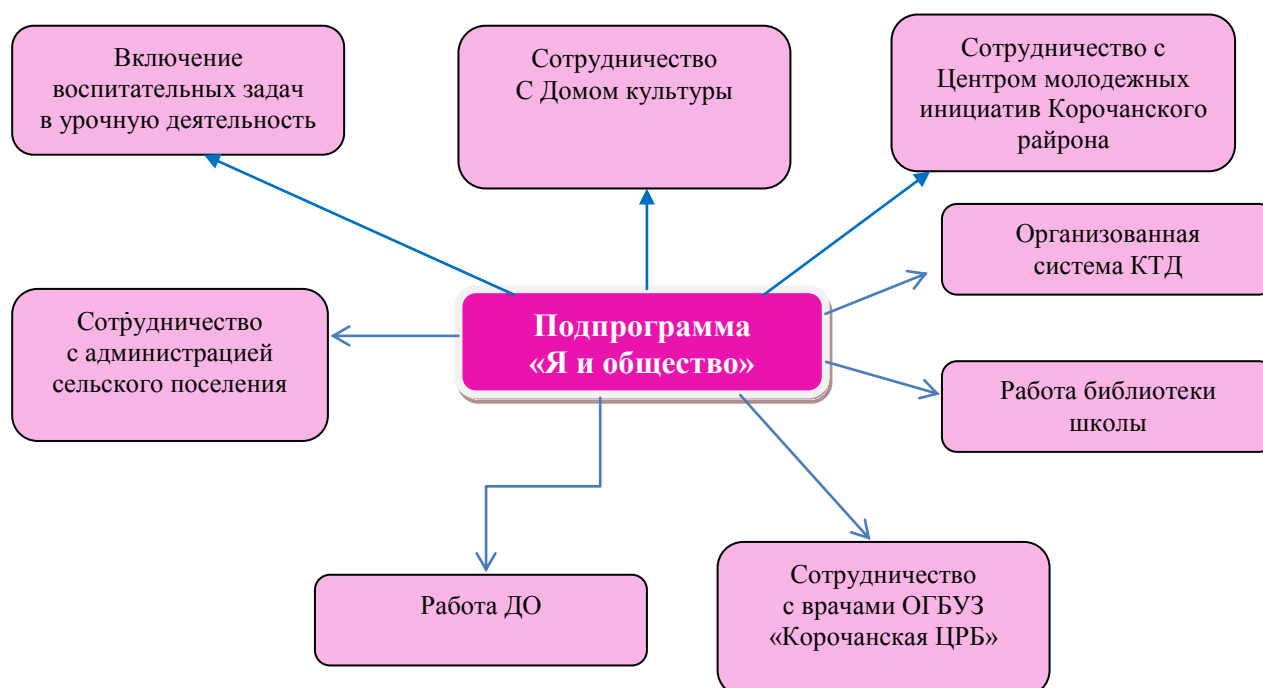 Включение
воспитательных задач
в урочную деятельность
Сотрудничество
С Домом культуры
Сотрудничество с
Центром молодежных
инициатив Корочанского
райрона
Организованная
система КТД
Подпрограмма
«Я и общество»
Сотрудничество
с администрацией
сельского поселения
Работа библиотеки
школы
Работа ДО
Сотрудничество
с врачами ОГБУЗ
«Корочанская ЦРБ»